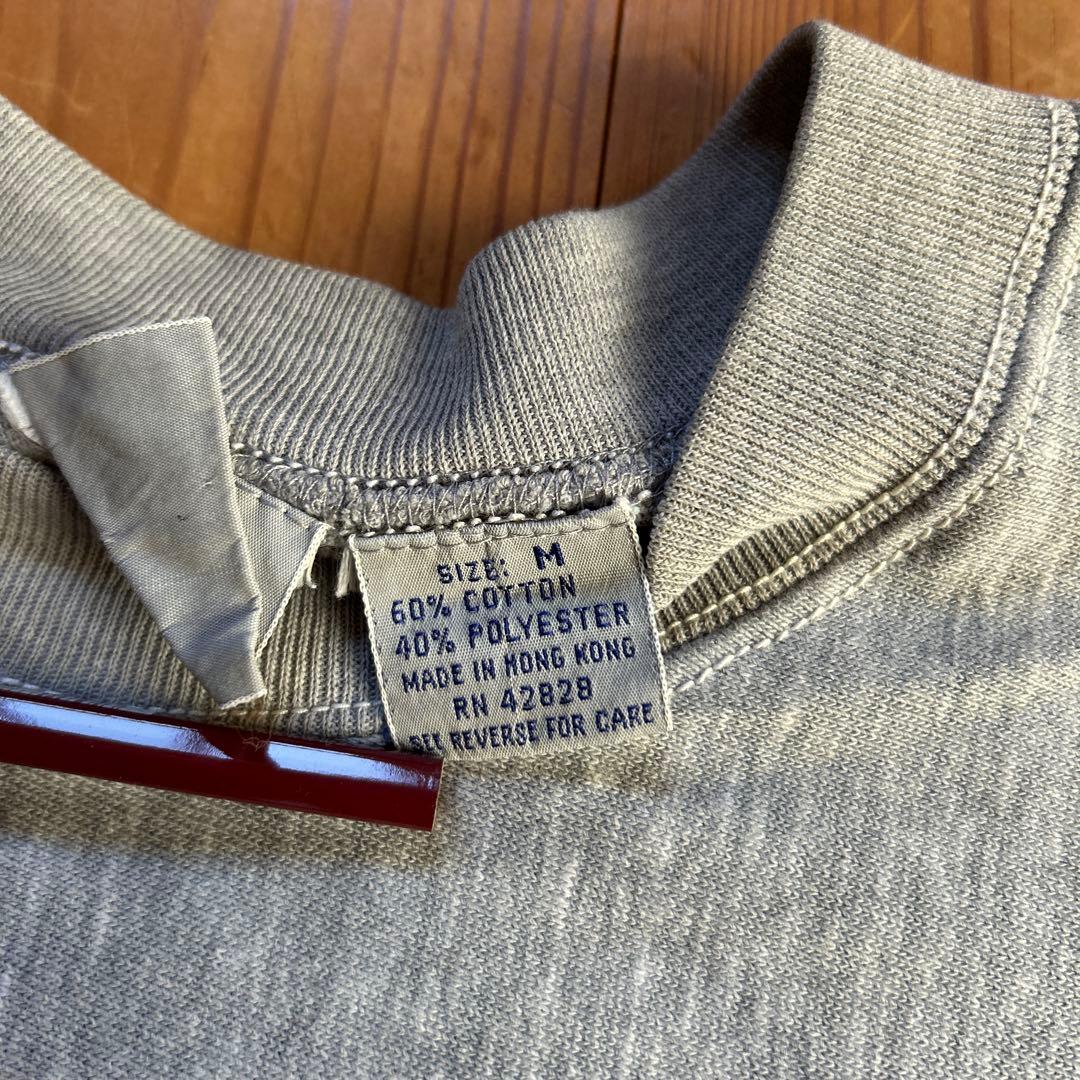 SIZE: M
60% COTTON
40% POLYESTER
MADE IN HONG KONG
RN 42828
SEE REVERSE FOR CARE